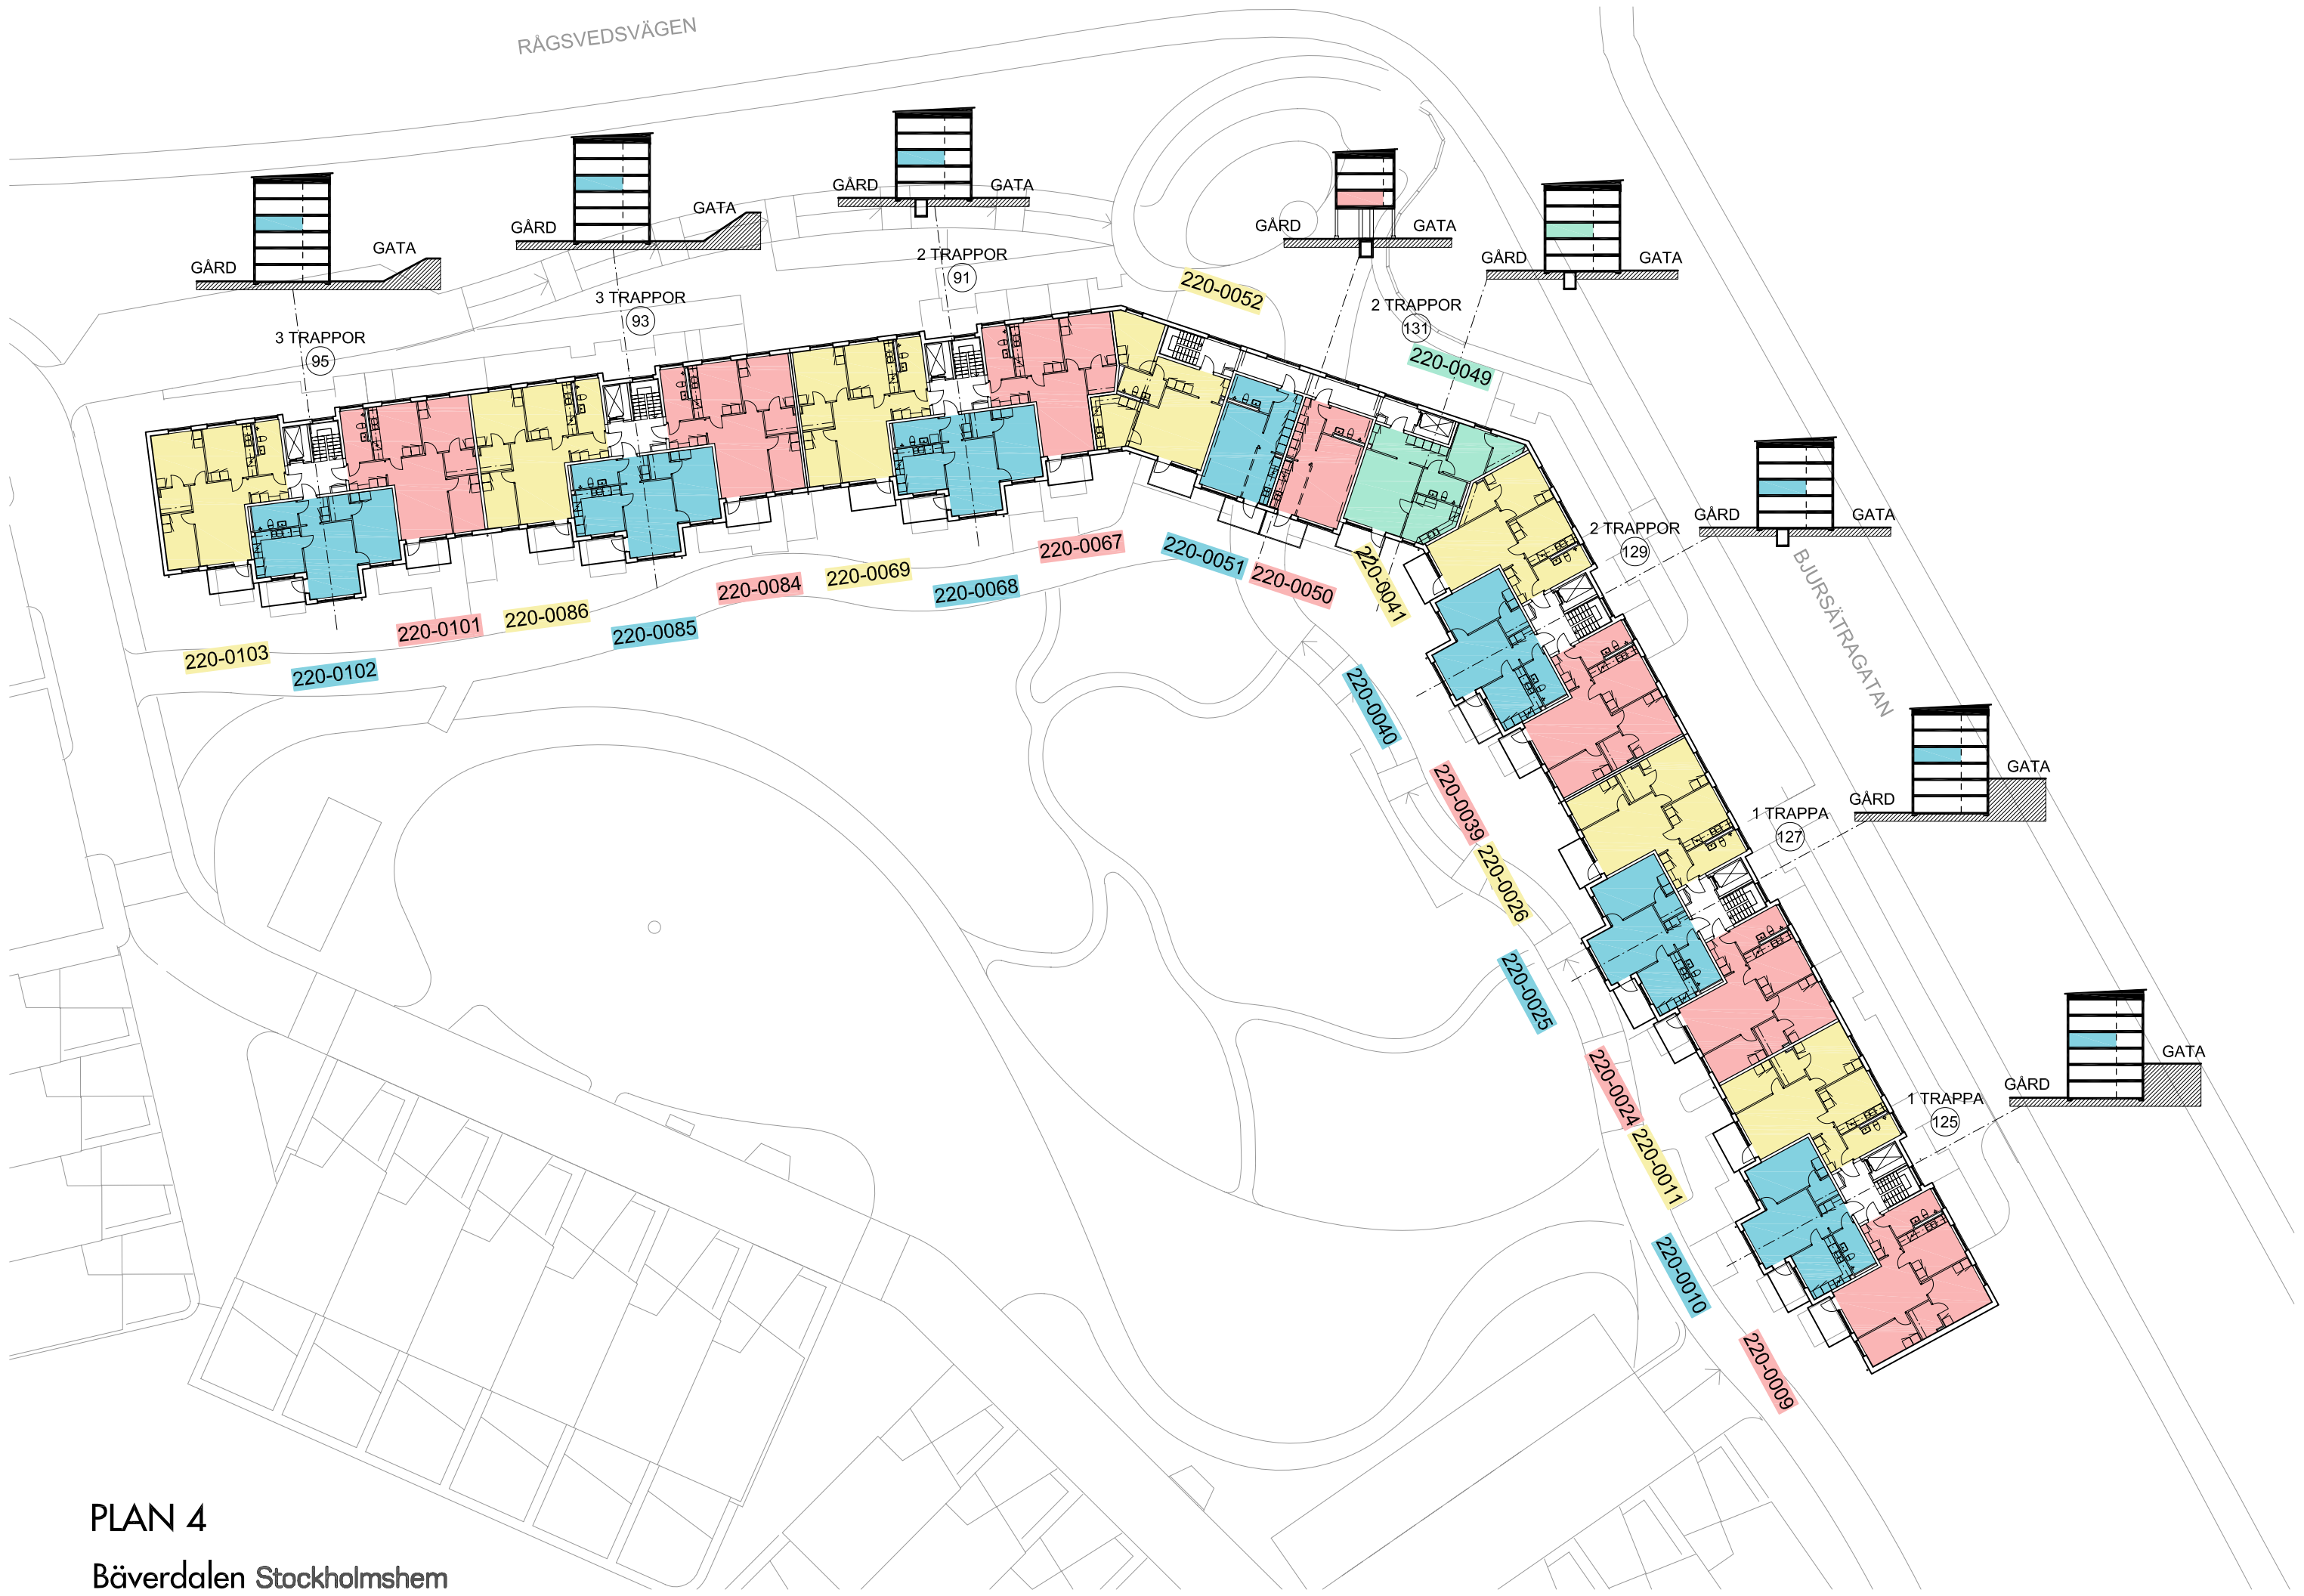 RÅGSVEDSVÄGEN
GÅRD
GATA
3 TRAPPOR
95
GÅRD
GATA
3 TRAPPOR
93
GÅRD
GATA
2 TRAPPOR
91
GÅRD
GATA
2 TRAPPOR
131
GÅRD
GATA
220-0052
220-0049
GÅRD
GATA
2 TRAPPOR
129
BJURSÄTRAGATAN
GÅRD
GATA
1 TRAPPA
127
GÅRD
GATA
1 TRAPPA
125
220-0103
220-0102
220-0101
220-0086
220-0085
220-0084
220-0069
220-0068
220-0067
220-0051
220-0050
220-0041
220-0040
220-0039
220-0026
220-0025
220-0024
220-0011
220-0010
220-0009
PLAN 4
Bäverdalen Stockholmshem